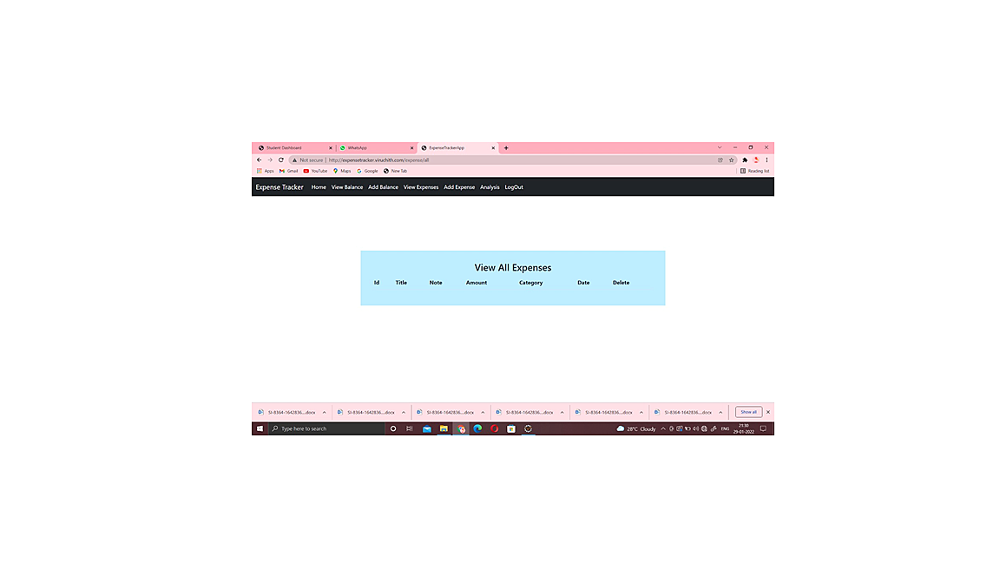 Student Dashboard WhatsApp ExpenseTrackerApp
Not secure http://expensetracker.viruchith.com/expense/all
Apps Gmail YouTube Maps Google New Tab Reading list
Expense Tracker Home View Balance Add Balance View Expenses Add Expense Analysis LogOut
View All Expenses
Id Title Note Amount Category Date Delete
SI-8364-1642836....docx SI-8364-1642836....docx SI-8364-1642836....docx SI-8364-1642836....docx SI-8364-1642836....docx SI-8364-1642836....docx Show all
Type here to search 28°C Cloudy ENG 21:30
29-01-2022